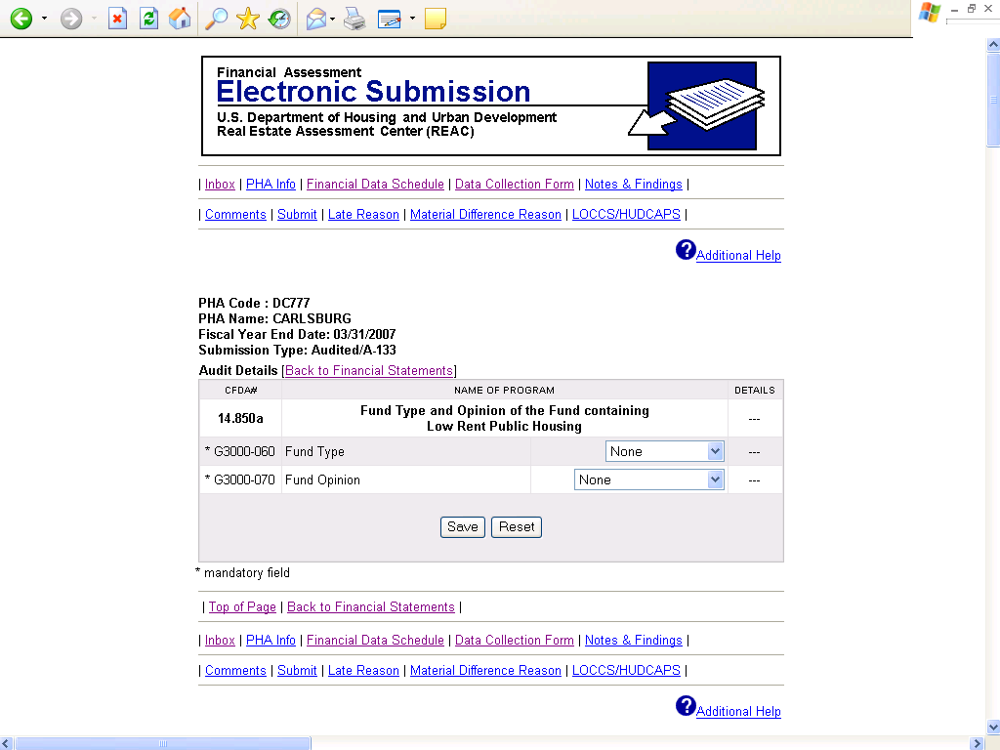 Financial Assessment
Electronic Submission
U.S. Department of Housing and Urban Development
Real Estate Assessment Center (REAC)
| Inbox | PHA Info | Financial Data Schedule | Data Collection Form | Notes & Findings |
| Comments | Submit | Late Reason | Material Difference Reason | LOCCS/HUDCAPS |
? Additional Help
PHA Code : DC777
PHA Name: CARLSBURG
Fiscal Year End Date: 03/31/2007
Submission Type: Audited/A-133
Audit Details [Back to Financial Statements]
CFDA# NAME OF PROGRAM DETAILS
14.850a Fund Type and Opinion of the Fund containing ---
Low Rent Public Housing
* G3000-060 Fund Type None ---
* G3000-070 Fund Opinion None ---
Save Reset
* mandatory field
| Top of Page | Back to Financial Statements |
| Inbox | PHA Info | Financial Data Schedule | Data Collection Form | Notes & Findings |
| Comments | Submit | Late Reason | Material Difference Reason | LOCCS/HUDCAPS |
? Additional Help